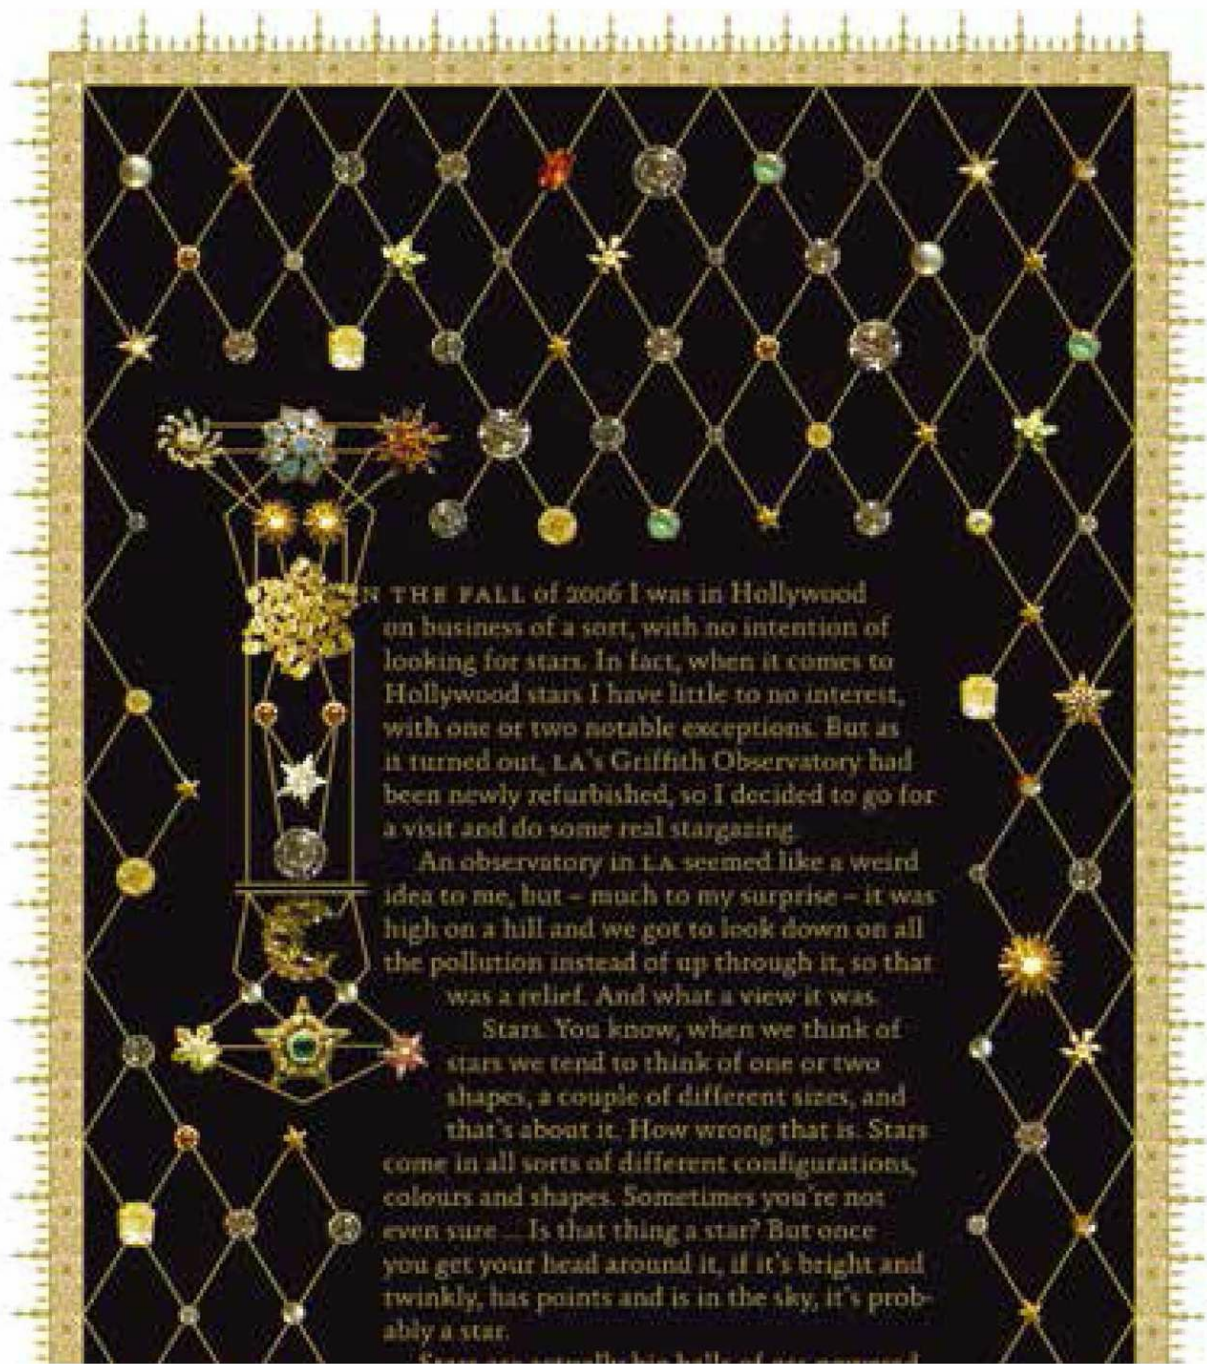 IN THE FALL of 2006 I was in Hollywood
on business of a sort, with no intention of
looking for stars. In fact, when it comes to
Hollywood stars I have little to no interest,
with one or two notable exceptions. But as
it turned out, LA's Griffith Observatory had
been newly refurbished, so I decided to go for
a visit and do some real stargazing.
An observatory in LA seemed like a weird
idea to me, but – much to my surprise – it was
high on a hill and we got to look down on all
the pollution instead of up through it, so that
was a relief. And what a view it was.
Stars. You know, when we think of
stars we tend to think of one or two
shapes, a couple of different sizes, and
that's about it. How wrong that is. Stars
come in all sorts of different configurations,
colours and shapes. Sometimes you're not
even sure ... Is that thing a star? But once
you get your head around it, if it's bright and
twinkly, has points and is in the sky, it's prob-
ably a star.
Stars are actually big balls of gas powered